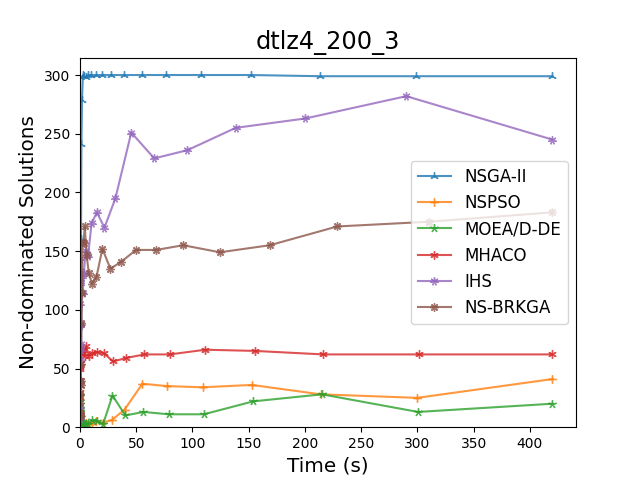 dtlz4_200_3
Non-dominated Solutions
300
250
200
150
100
50
0
NSGA-II
NSPSO
MOEA/D-DE
MHACO
IHS
NS-BRKGA
0 50 100 150 200 250 300 350 400
Time (s)